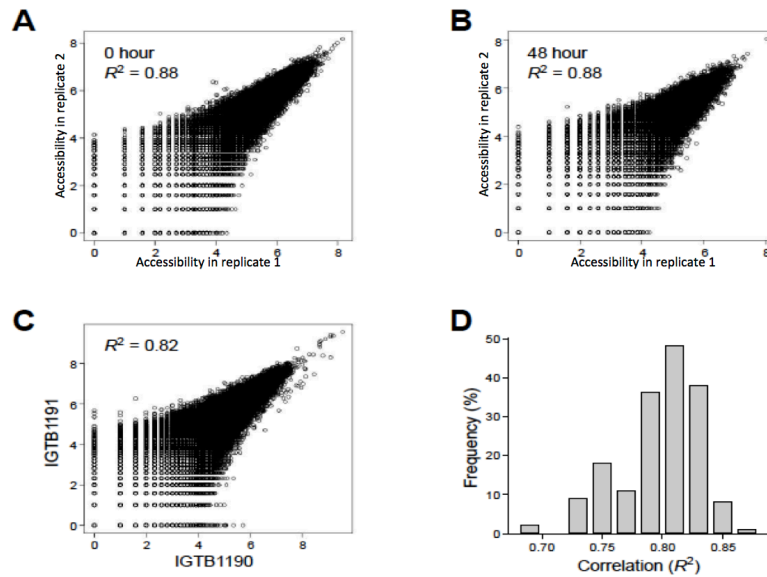 A
0 hour
R² = 0.88
Accessibility in replicate 2
8
6
4
2
0
0 2 4 6 8
Accessibility in replicate 1
B
48 hour
R² = 0.88
Accessibility in replicate 2
8
6
4
2
0
0 2 4 6 8
Accessibility in replicate 1
C
R² = 0.82
IGTB1191
8
6
4
2
0
0 2 4 6 8
IGTB1190
D
Frequency (%)
50
40
30
20
10
0
0.70 0.75 0.80 0.85
Correlation (R²)